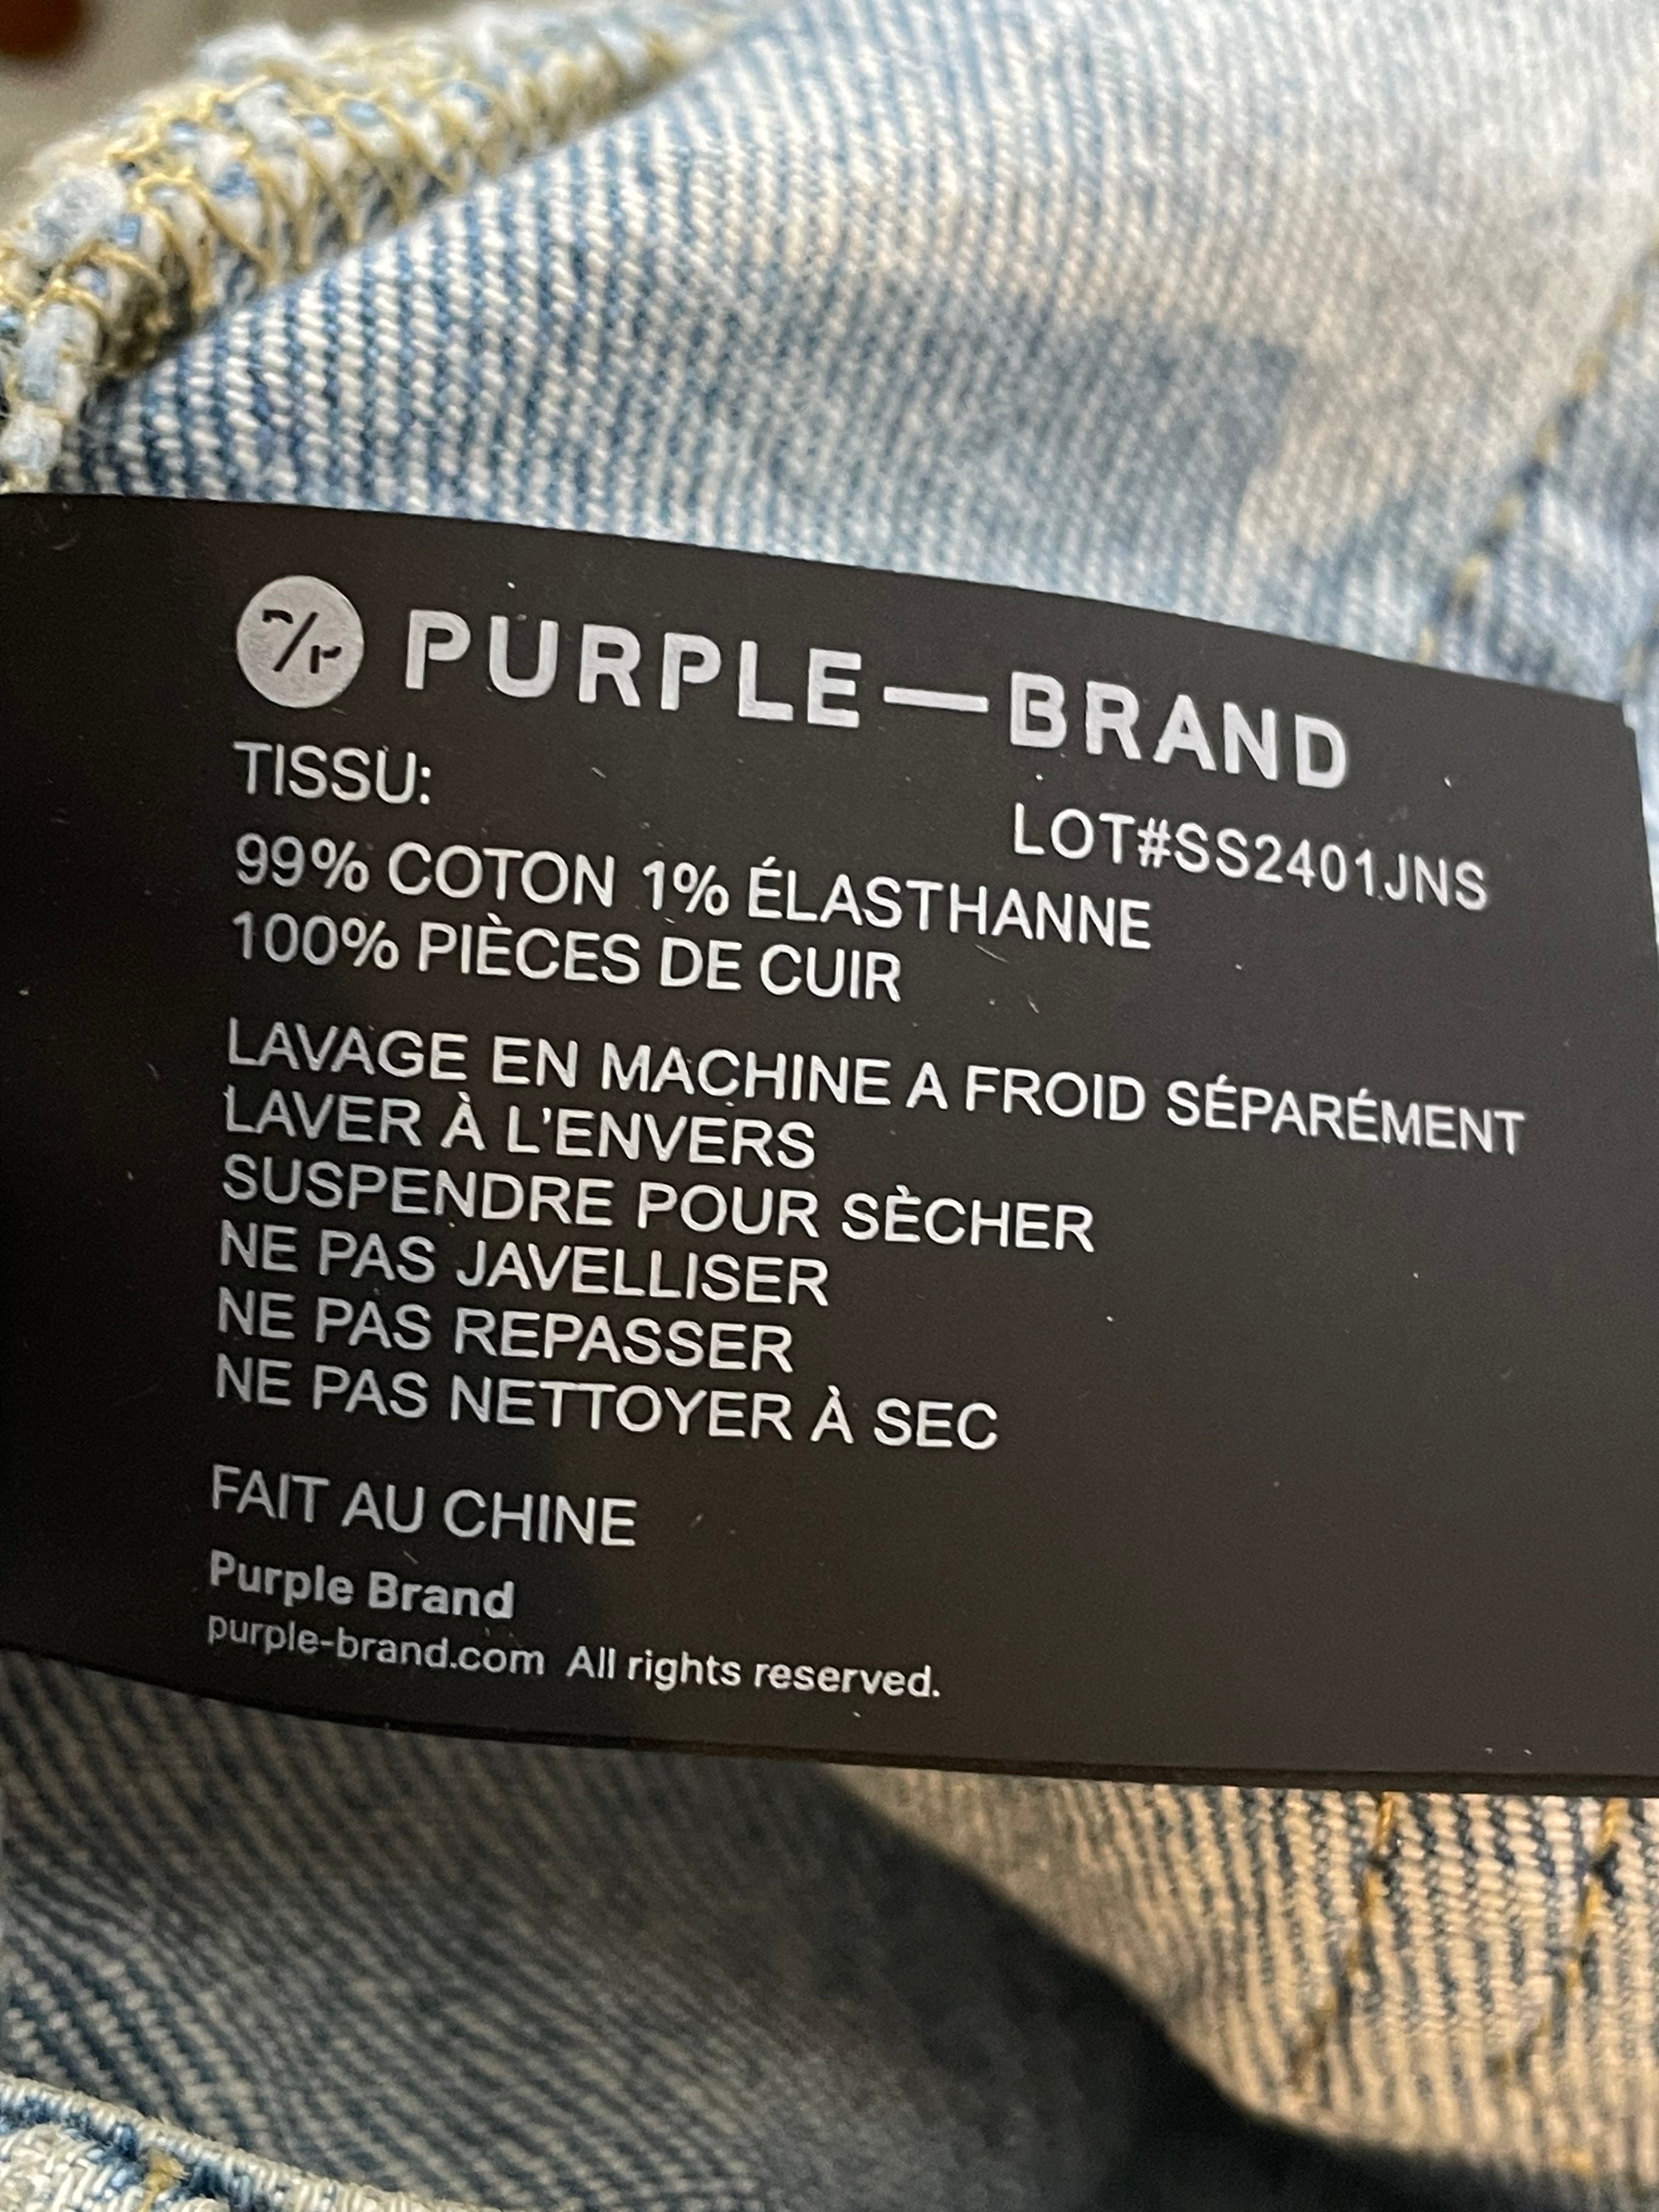 PURPLE—BRAND
TISSU:
LOT#SS2401JNS
99% COTON 1% ÉLASTHANNE
100% PIÈCES DE CUIR
LAVAGE EN MACHINE A FROID SÉPARÉMENT
LAVER À L'ENVERS
SUSPENDRE POUR SÈCHER
NE PAS JAVELLISER
NE PAS REPASSER
NE PAS NETTOYER À SEC
FAIT AU CHINE
Purple Brand
purple-brand.com All rights reserved.